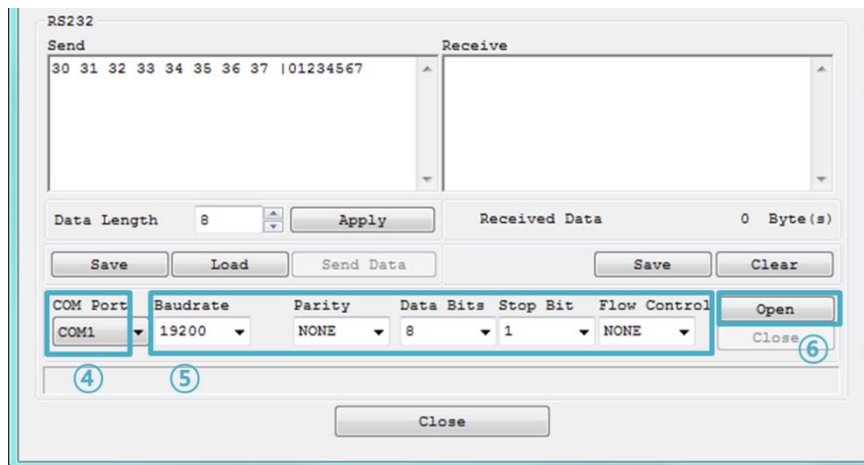 RS232
Send
Receive
30 31 32 33 34 35 36 37 |01234567
Data Length 8 Apply
Received Data 0 Byte(s)
Save Load Send Data
Save Clear
COM Port Baudrate Parity Data Bits Stop Bit Flow Control Open
COM1 19200 NONE 8 1 NONE Close
④ ⑤ ⑥
Close